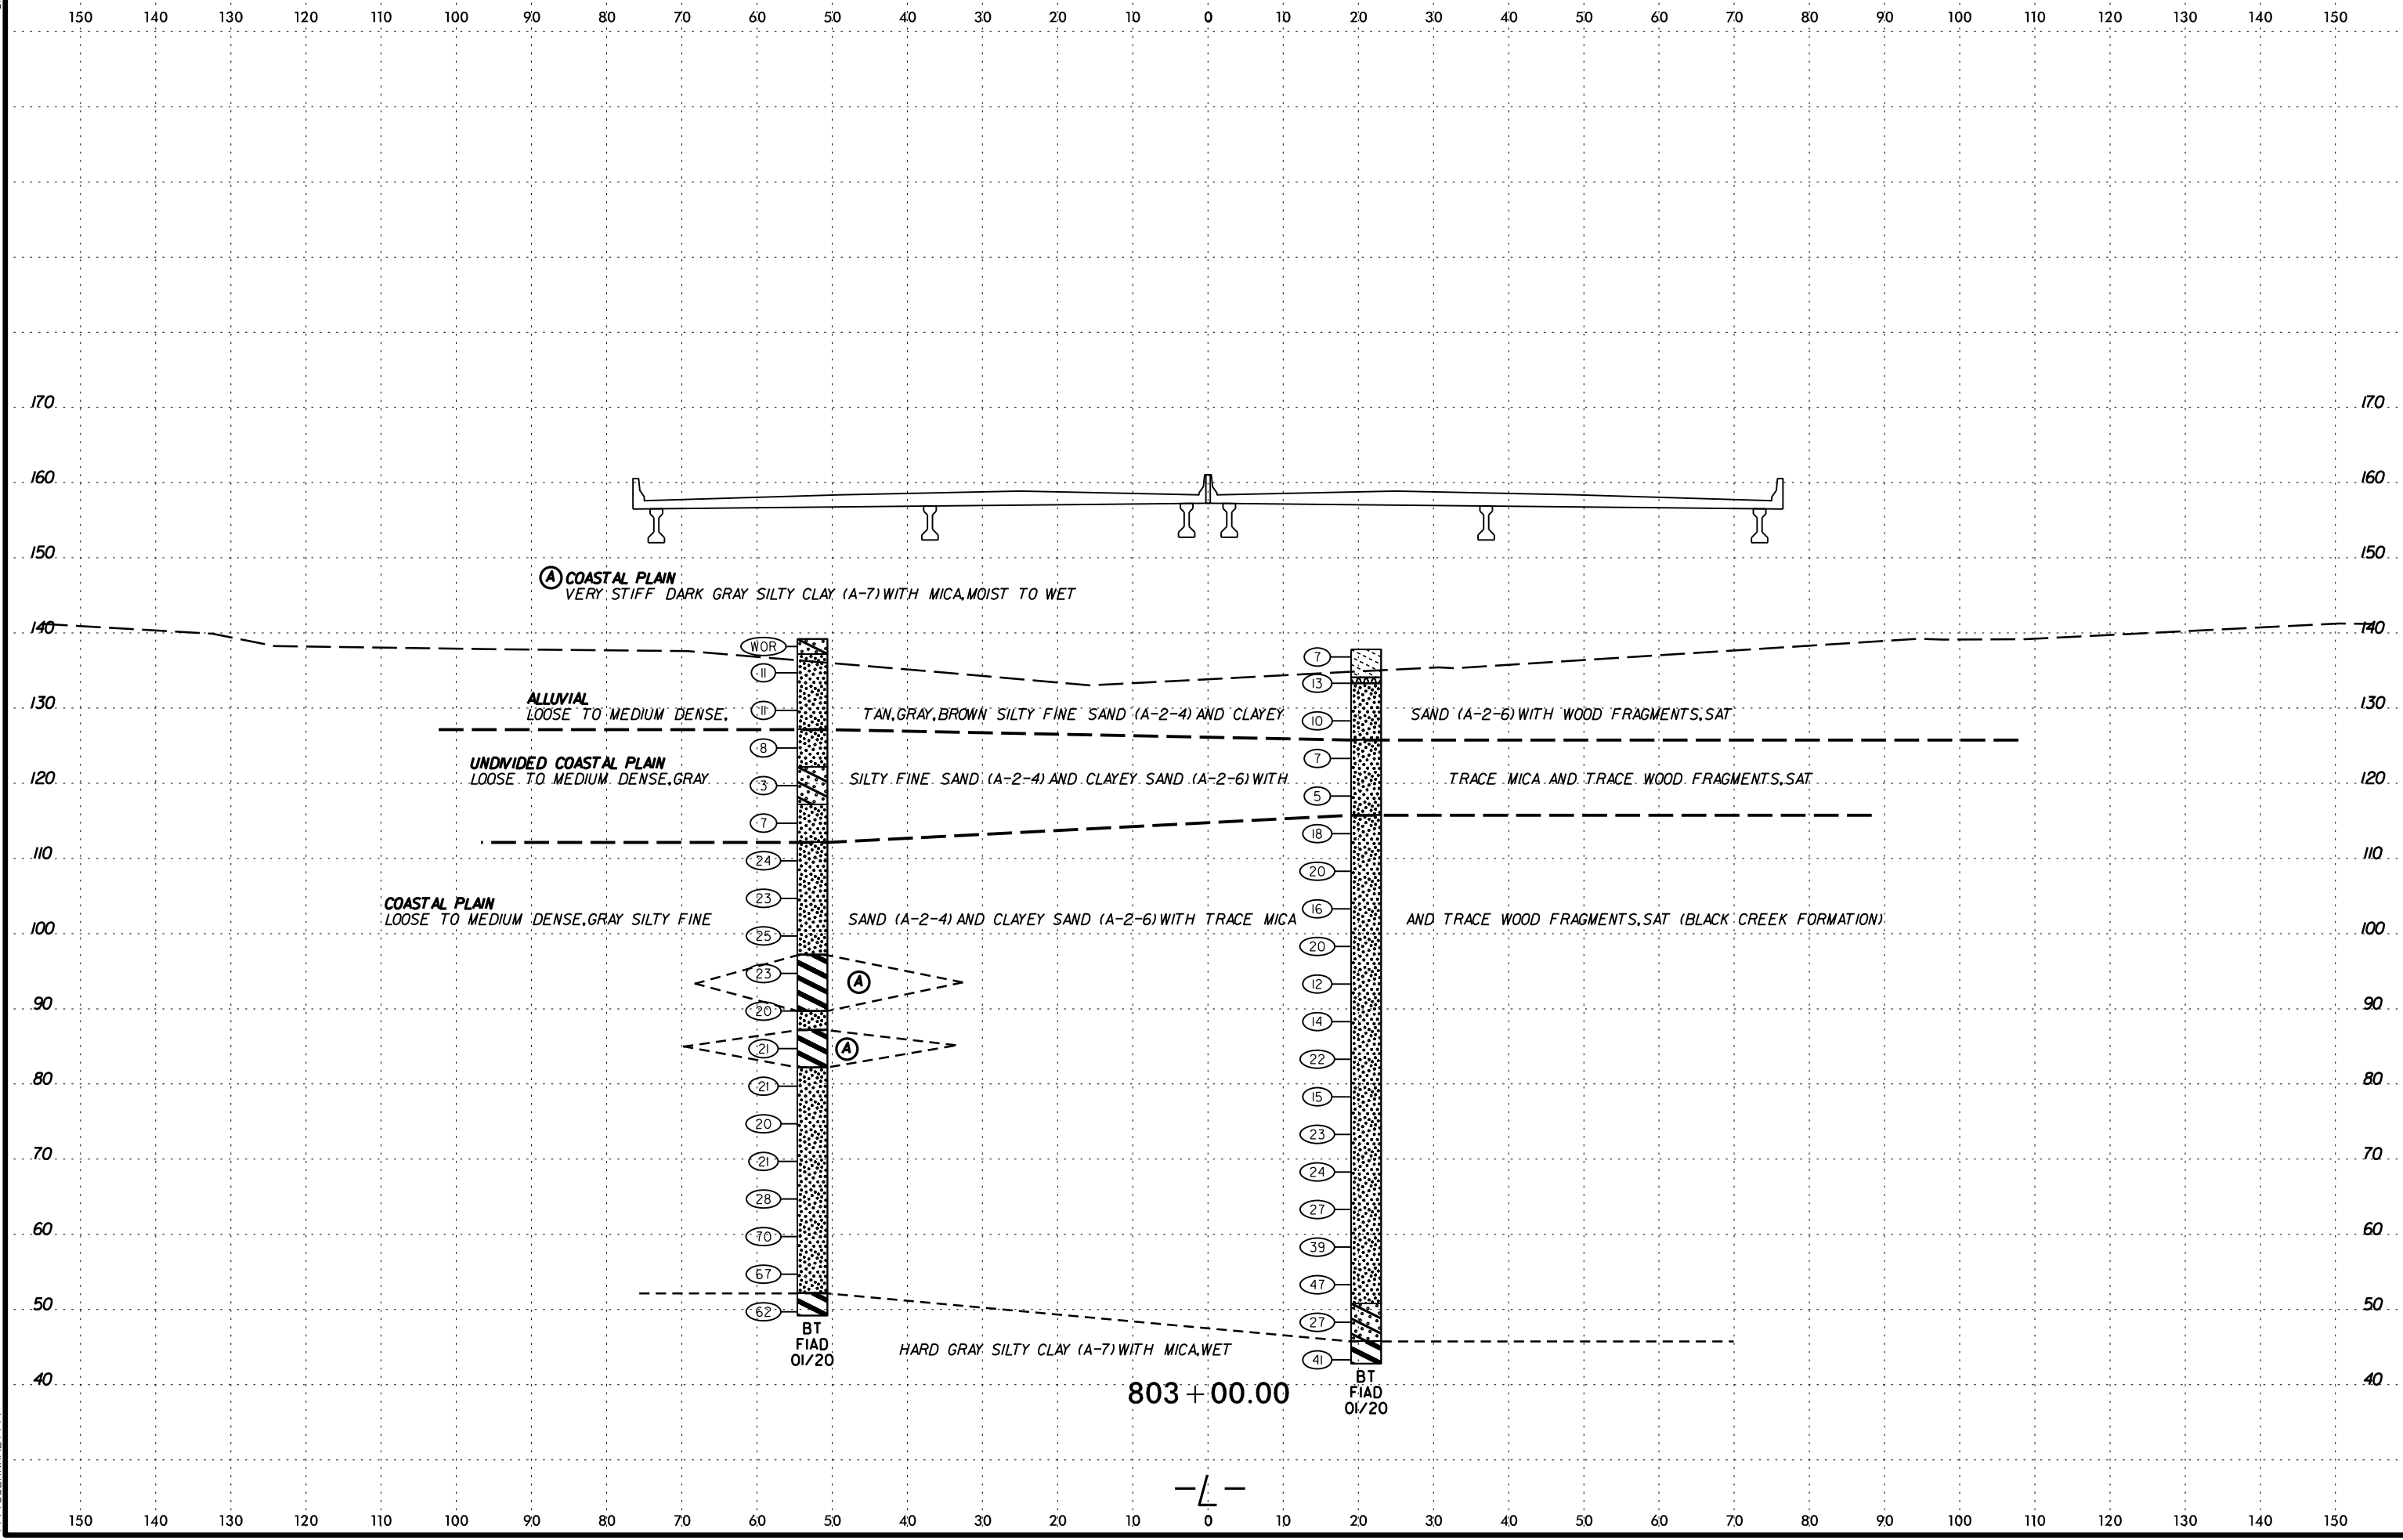 150 140 130 120 110 100 90 80 70 60 50 40 30 20 10 0 10 20 30 40 50 60 70 80 90 100 110 120 130 140 150
170 170
160 160
150 150
A COASTAL PLAIN
VERY STIFF DARK GRAY SILTY CLAY (A-7) WITH MICA, MOIST TO WET
140 140
WOR
7
11
13
130 130
ALLUVIAL
LOOSE TO MEDIUM DENSE, 11 TAN, GRAY, BROWN SILTY FINE SAND (A-2-4) AND CLAYEY SAND (A-2-6) WITH WOOD FRAGMENTS, SAT
10
8
7
UNDIVIDED COASTAL PLAIN
LOOSE TO MEDIUM DENSE, GRAY SILTY FINE SAND (A-2-4) AND CLAYEY SAND (A-2-6) WITH TRACE MICA AND TRACE WOOD FRAGMENTS, SAT
120 120
3
5
7
18
110 110
24
20
23
16
COASTAL PLAIN
LOOSE TO MEDIUM DENSE, GRAY SILTY FINE SAND (A-2-4) AND CLAYEY SAND (A-2-6) WITH TRACE MICA AND TRACE WOOD FRAGMENTS, SAT (BLACK CREEK FORMATION)
100 100
25
20
23 A
12
90 90
20
14
21 A
22
80 80
21
15
20
23
70 70
21
24
28
27
60 60
70
39
67
47
50 50
62
27
BT
FIAD
01/20
HARD GRAY SILTY CLAY (A-7) WITH MICA, WET
41
40 40
803+00.00
BT
FIAD
01/20
-L-
150 140 130 120 110 100 90 80 70 60 50 40 30 20 10 0 10 20 30 40 50 60 70 80 90 100 110 120 130 140 150